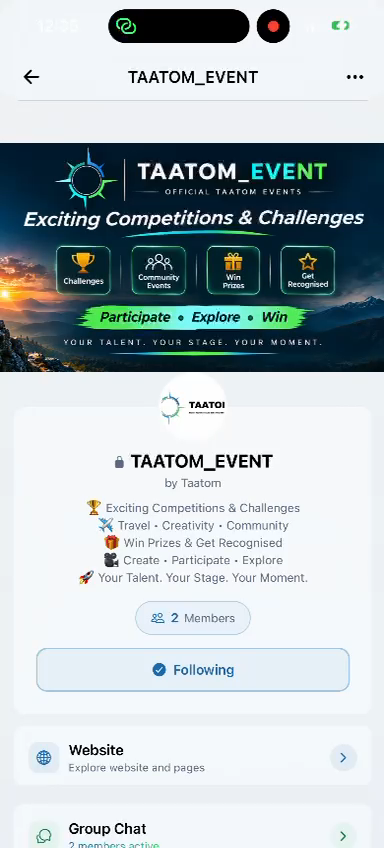 12:33
TAATOM_EVENT
TAATOM_EVENT
OFFICIAL TAATOM EVENTS
Exciting Competitions & Challenges
Challenges
Community
Events
Win
Prizes
Get
Recognised
Participate • Explore • Win
YOUR TALENT. YOUR STAGE. YOUR MOMENT.
TAATOI
TAATOM_EVENT
by Taatom
🏆 Exciting Competitions & Challenges
✈️ Travel • Creativity • Community
🎁 Win Prizes & Get Recognised
🎥 Create • Participate • Explore
🚀 Your Talent. Your Stage. Your Moment.
2 Members
Following
Website
Explore website and pages
Group Chat
2 members active